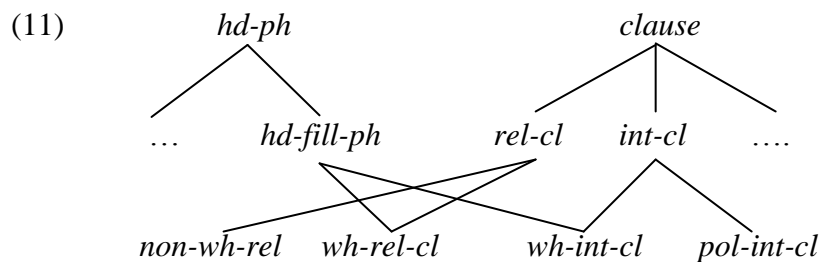 (11) hd-ph clause
… hd-fill-ph rel-cl int-cl ….
non-wh-rel wh-rel-cl wh-int-cl pol-int-cl